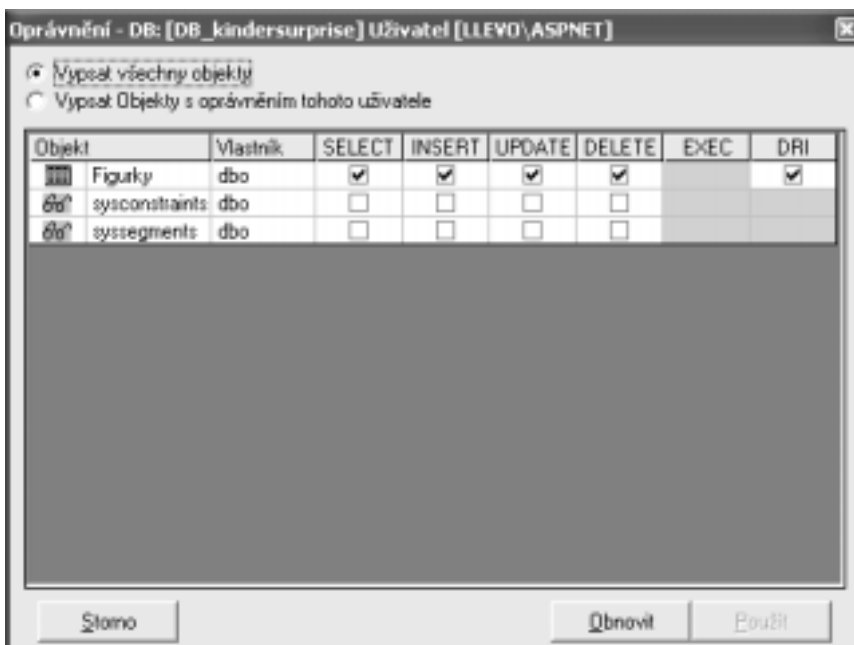 Oprávnění - DB: [DB_kindersurprise] Uživatel [LLEVO\ASPNET]
Vypsat všechny objekty
Vypsat Objekty s oprávněním tohoto uživatele
Objekt Vlastník SELECT INSERT UPDATE DELETE EXEC DRI
Figurky dbo
sysconstraints dbo
syssegments dbo
Storno Obnovit Použít